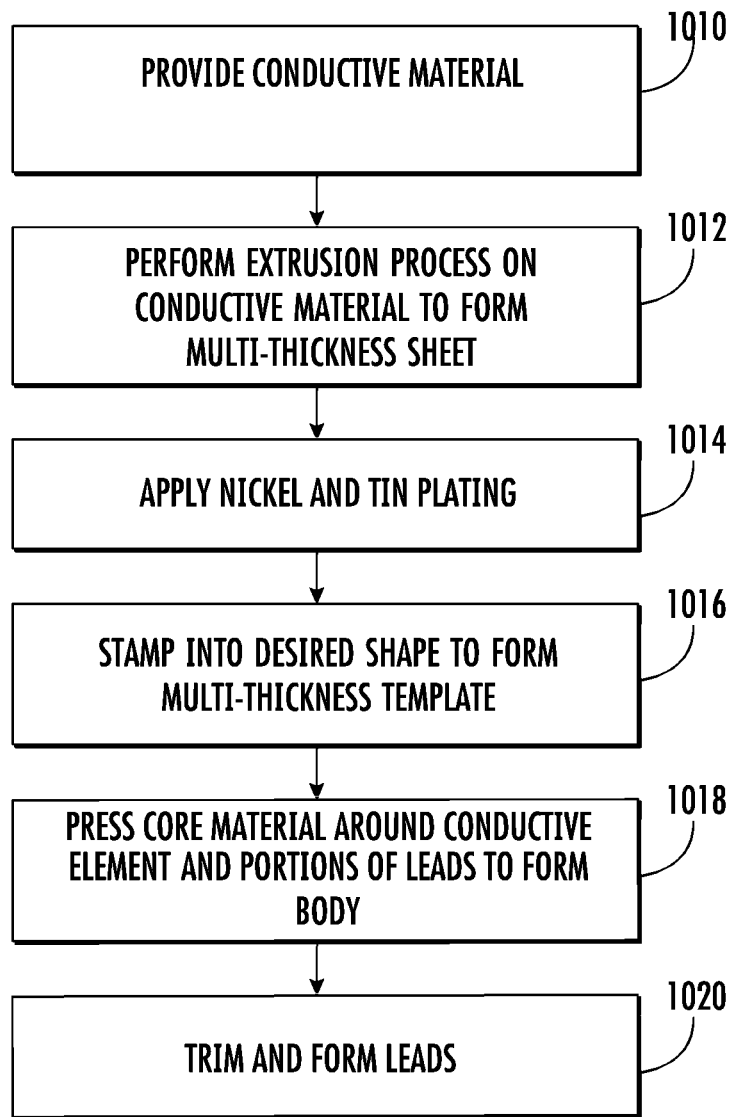 1010
PROVIDE CONDUCTIVE MATERIAL
1012
PERFORM EXTRUSION PROCESS ON
CONDUCTIVE MATERIAL TO FORM
MULTI-THICKNESS SHEET
1014
APPLY NICKEL AND TIN PLATING
1016
STAMP INTO DESIRED SHAPE TO FORM
MULTI-THICKNESS TEMPLATE
1018
PRESS CORE MATERIAL AROUND CONDUCTIVE
ELEMENT AND PORTIONS OF LEADS TO FORM
BODY
1020
TRIM AND FORM LEADS